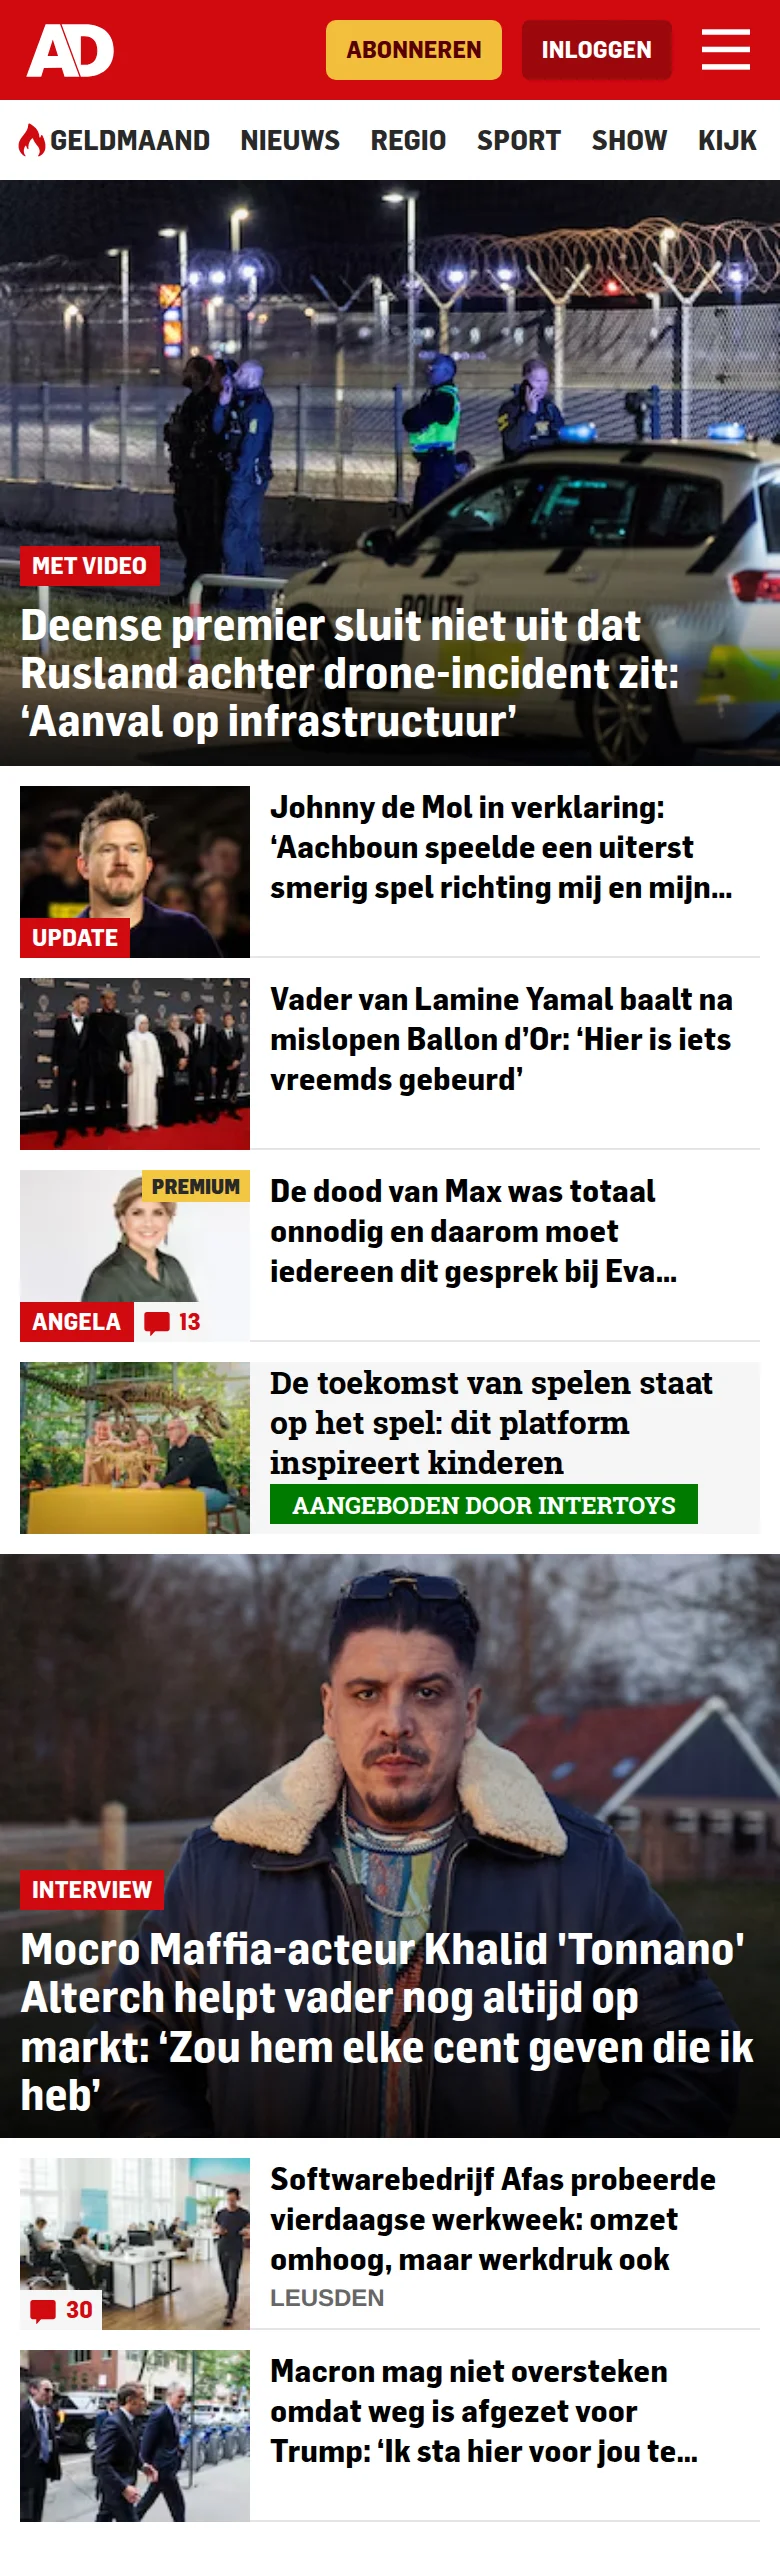 AD
ABONNEREN
INLOGGEN
GELDMAAND
NIEUWS
REGIO
SPORT
SHOW
KIJK
POLITI
MET VIDEO
Deense premier sluit niet uit dat
Rusland achter drone-incident zit:
‘Aanval op infrastructuur’
Johnny de Mol in verklaring:
‘Aachboun speelde een uiterst
smerig spel richting mij en mijn...
UPDATE
Vader van Lamine Yamal baalt na
mislopen Ballon d’Or: ‘Hier is iets
vreemds gebeurd’
PREMIUM
De dood van Max was totaal
onnodig en daarom moet
iedereen dit gesprek bij Eva...
ANGELA
13
De toekomst van spelen staat
op het spel: dit platform
inspireert kinderen
AANGEBODEN DOOR INTERTOYS
INTERVIEW
Mocro Maffia-acteur Khalid 'Tonnano'
Alterch helpt vader nog altijd op
markt: ‘Zou hem elke cent geven die ik
heb’
Softwarebedrijf Afas probeerde
vierdaagse werkweek: omzet
omhoog, maar werkdruk ook
LEUSDEN
30
Macron mag niet oversteken
omdat weg is afgezet voor
Trump: ‘Ik sta hier voor jou te...